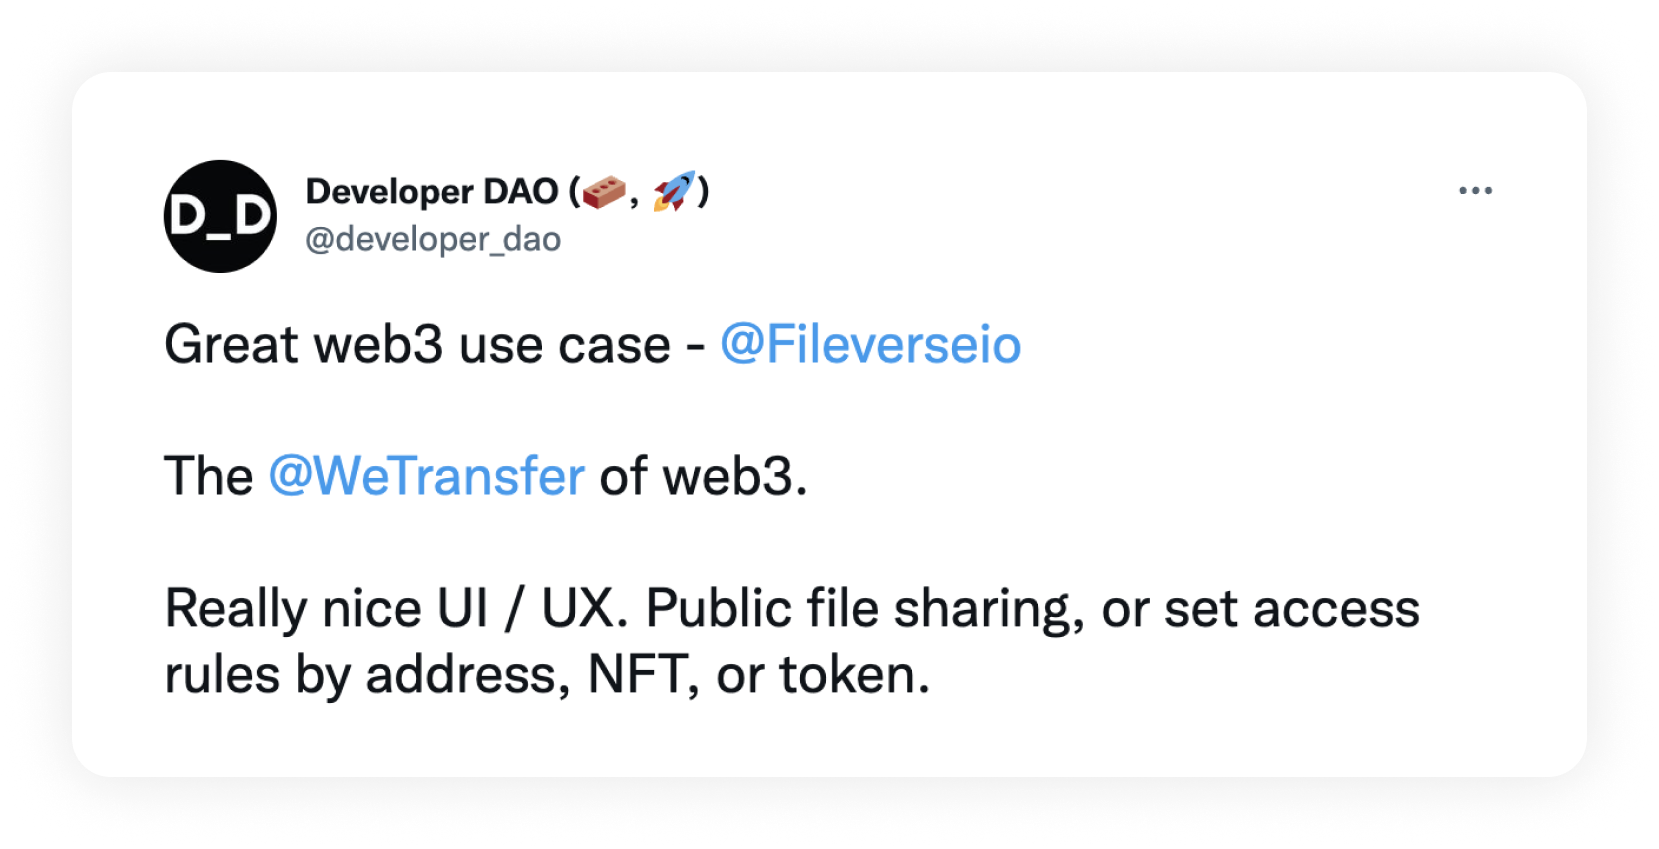 D_D
Developer DAO (🧱, 🚀)
@developer_dao
Great web3 use case - @Fileverseio
The @WeTransfer of web3.
Really nice UI / UX. Public file sharing, or set access
rules by address, NFT, or token.